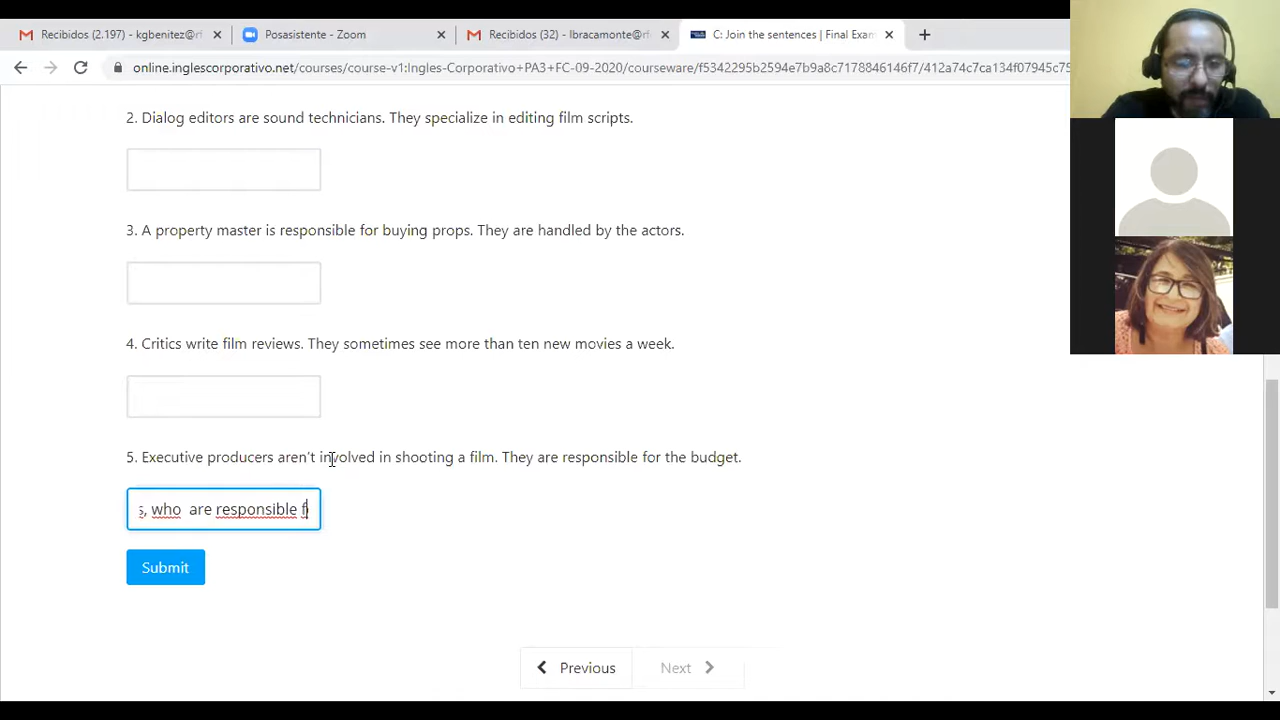 Recibidos (2.197) - kgbenitez@rf
Posasistente - Zoom
Recibidos (32) - lbracamonte@rf
C: Join the sentences | Final Exam
online.inglescorporativo.net/courses/course-v1:Ingles-Corporativo+PA3+FC-09-2020/courseware/f5342295b2594e7b9a8c7178846146f7/412a74c7ca134f07945c75
2. Dialog editors are sound technicians. They specialize in editing film scripts.
3. A property master is responsible for buying props. They are handled by the actors.
4. Critics write film reviews. They sometimes see more than ten new movies a week.
5. Executive producers aren't involved in shooting a film. They are responsible for the budget.
s, who are responsible f
Submit
Previous
Next